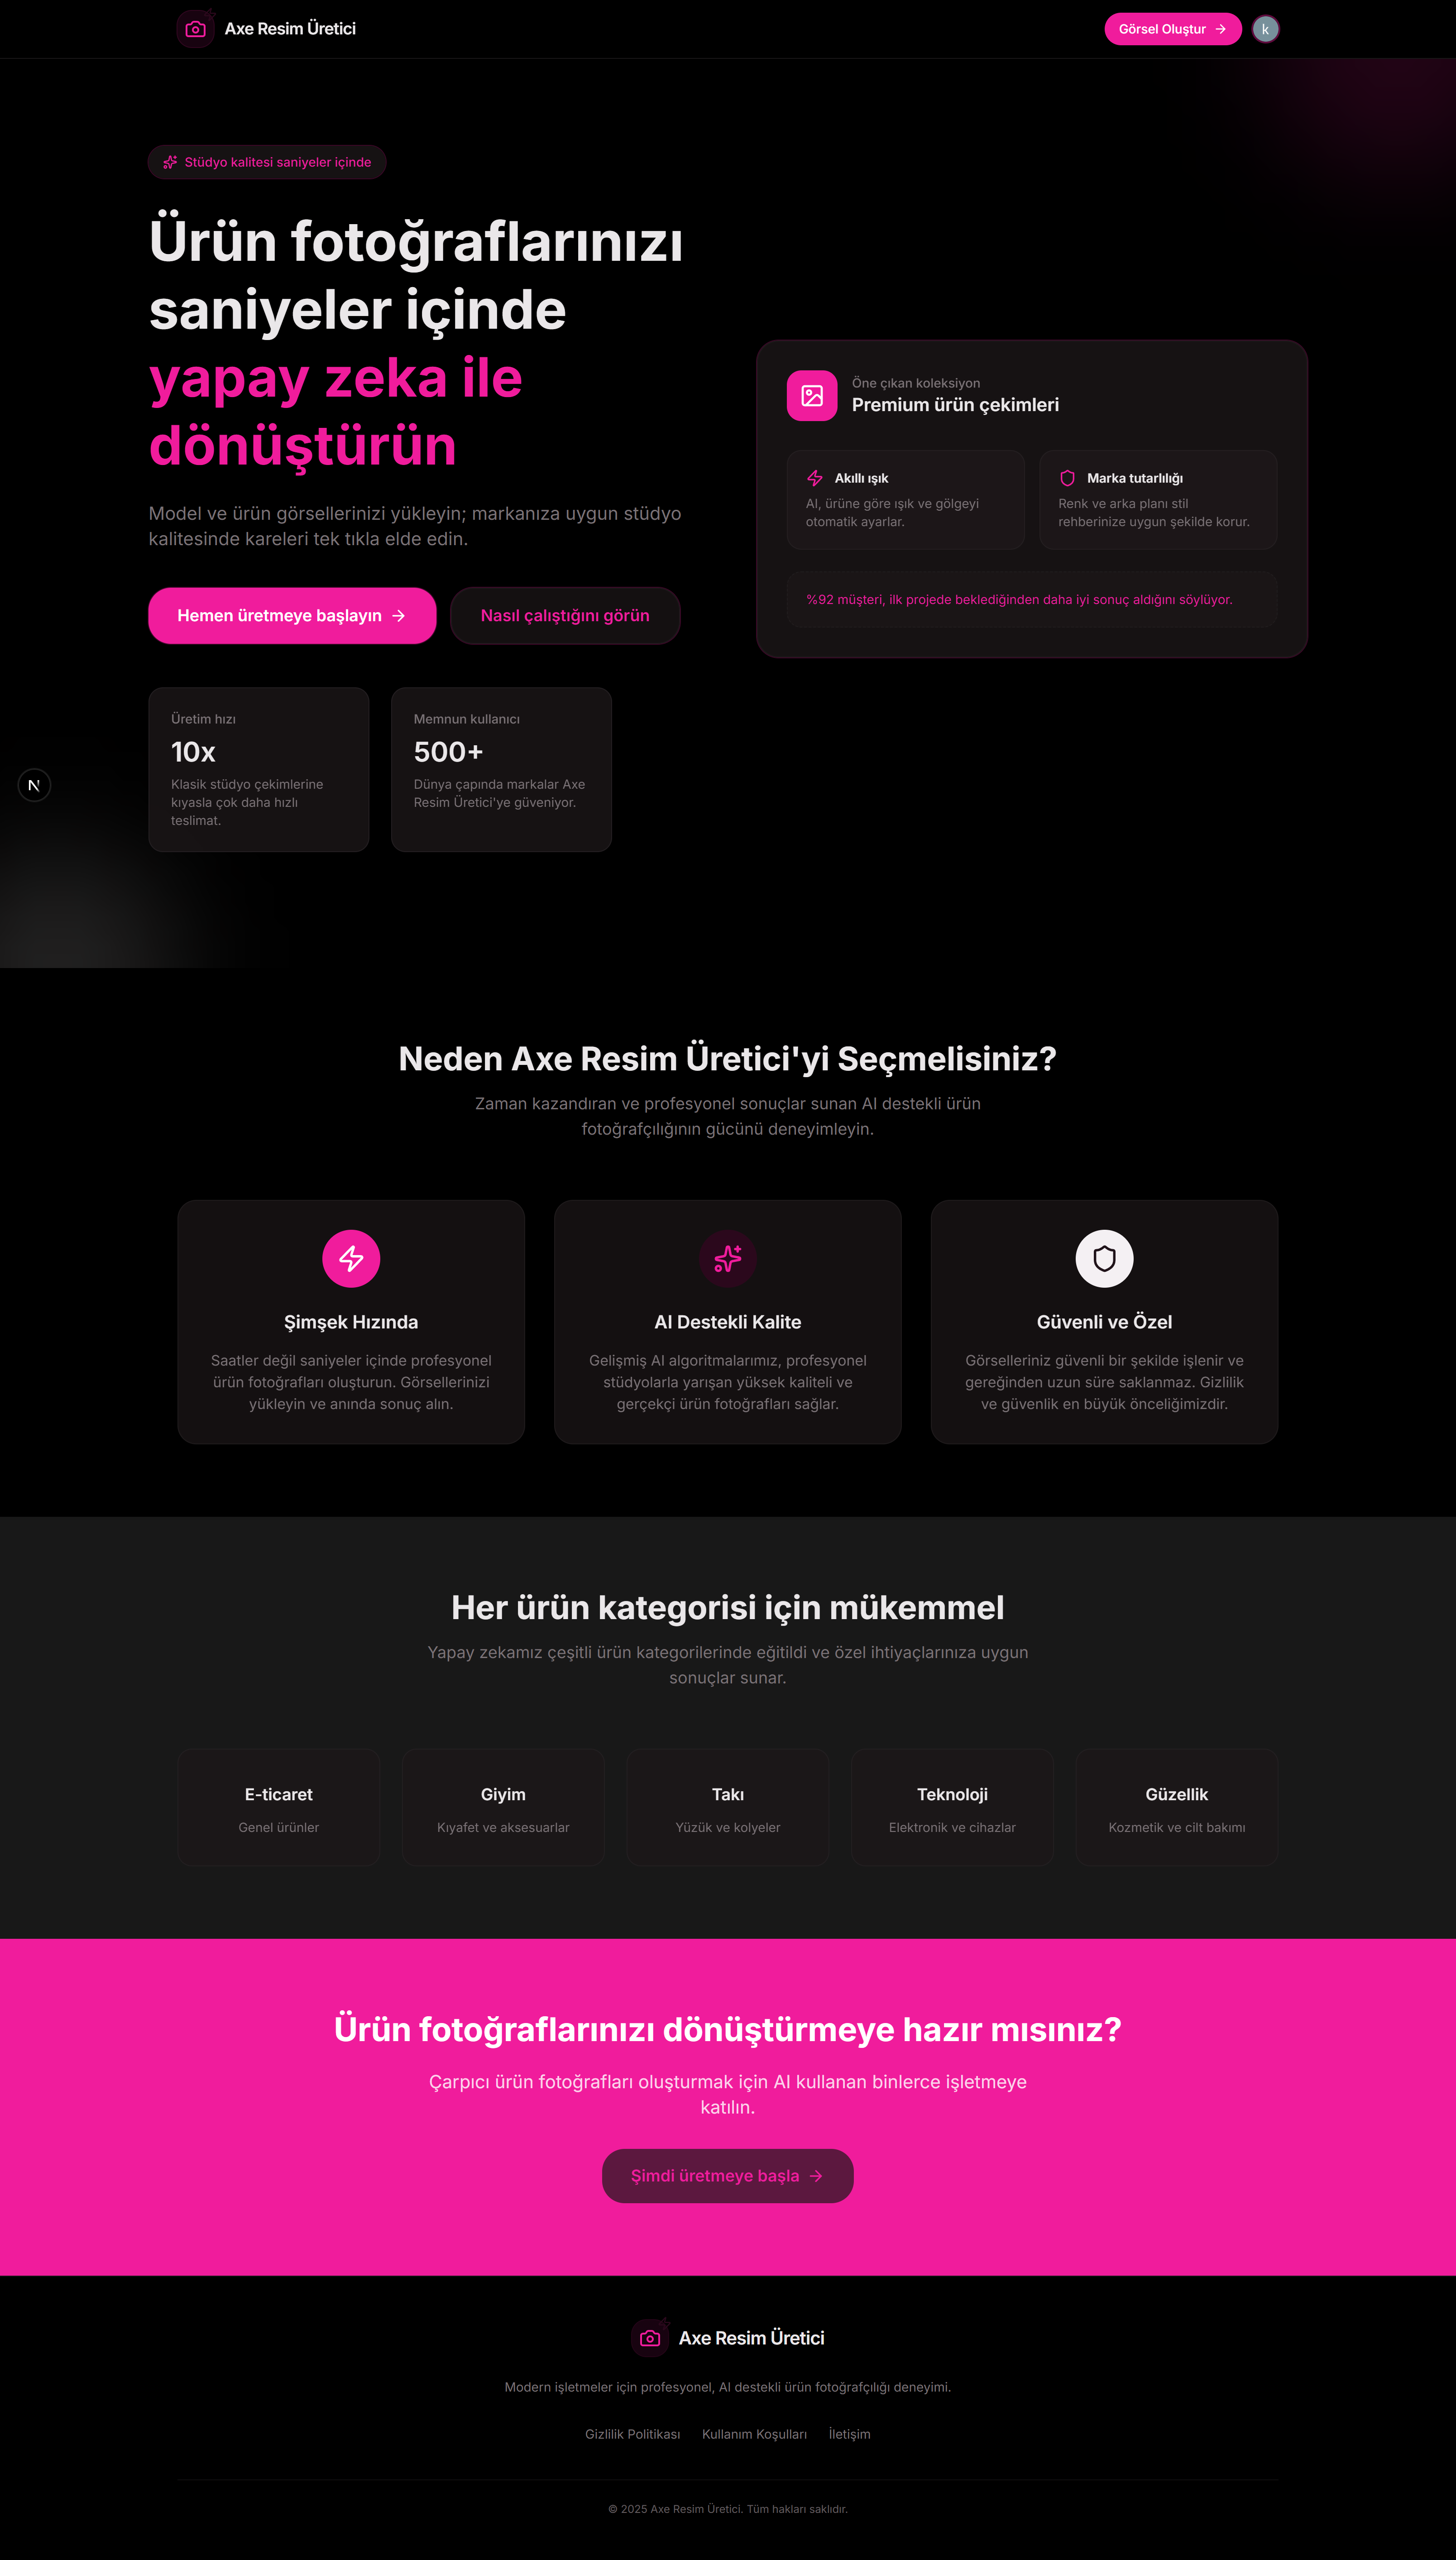 Axe Resim Üretici
Görsel Oluştur
k
Stüdyo kalitesi saniyeler içinde
Ürün fotoğraflarınızı
saniyeler içinde
yapay zeka ile
dönüştürün
Model ve ürün görsellerinizi yükleyin; markanıza uygun stüdyo
kalitesinde kareleri tek tıkla elde edin.
Hemen üretmeye başlayın
Nasıl çalıştığını görün
Üretim hızı
10x
Klasik stüdyo çekimlerine
kıyasla çok daha hızlı
teslimat.
Memnun kullanıcı
500+
Dünya çapında markalar Axe
Resim Üretici'ye güveniyor.
Öne çıkan koleksiyon
Premium ürün çekimleri
Akıllı ışık
AI, ürüne göre ışık ve gölgeyi
otomatik ayarlar.
Marka tutarlılığı
Renk ve arka planı stil
rehberinize uygun şekilde korur.
%92 müşteri, ilk projede beklediğinden daha iyi sonuç aldığını söylüyor.
N
Neden Axe Resim Üretici'yi Seçmelisiniz?
Zaman kazandıran ve profesyonel sonuçlar sunan AI destekli ürün
fotoğrafçılığının gücünü deneyimleyin.
Şimşek Hızında
Saatler değil saniyeler içinde profesyonel
ürün fotoğrafları oluşturun. Görsellerinizi
yükleyin ve anında sonuç alın.
AI Destekli Kalite
Gelişmiş AI algoritmalarımız, profesyonel
stüdyolarla yarışan yüksek kaliteli ve
gerçekçi ürün fotoğrafları sağlar.
Güvenli ve Özel
Görselleriniz güvenli bir şekilde işlenir ve
gereğinden uzun süre saklanmaz. Gizlilik
ve güvenlik en büyük önceliğimizdir.
Her ürün kategorisi için mükemmel
Yapay zekamız çeşitli ürün kategorilerinde eğitildi ve özel ihtiyaçlarınıza uygun
sonuçlar sunar.
E-ticaret
Genel ürünler
Giyim
Kıyafet ve aksesuarlar
Takı
Yüzük ve kolyeler
Teknoloji
Elektronik ve cihazlar
Güzellik
Kozmetik ve cilt bakımı
Ürün fotoğraflarınızı dönüştürmeye hazır mısınız?
Çarpıcı ürün fotoğrafları oluşturmak için AI kullanan binlerce işletmeye
katılın.
Şimdi üretmeye başla
Axe Resim Üretici
Modern işletmeler için profesyonel, AI destekli ürün fotoğrafçılığı deneyimi.
Gizlilik Politikası
Kullanım Koşulları
İletişim
© 2025 Axe Resim Üretici. Tüm hakları saklıdır.